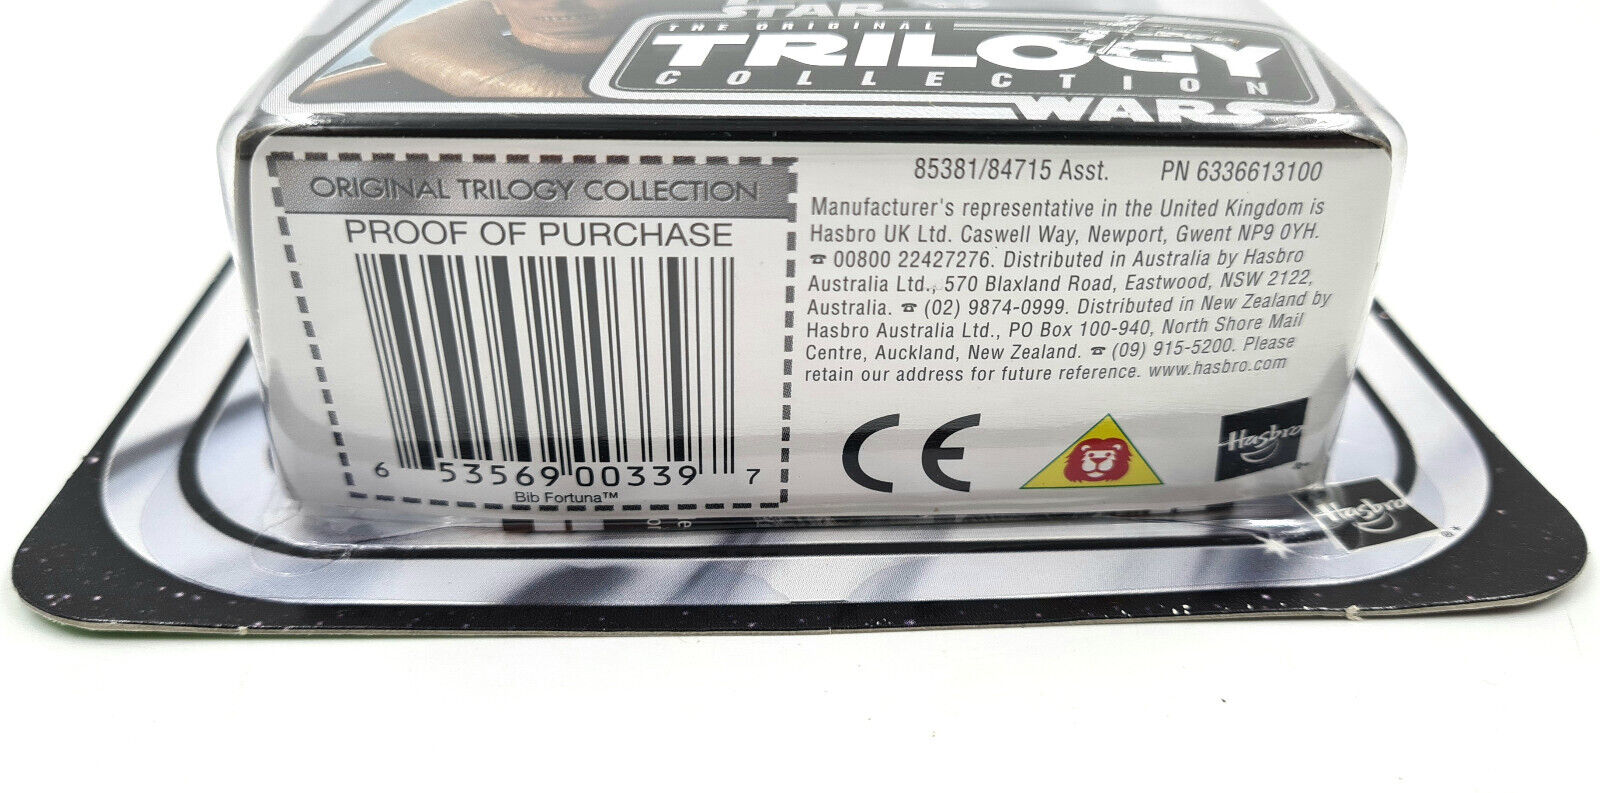 STAR
THE ORIGINAL
TRILOGY
COLLECTION
WARS
ORIGINAL TRILOGY COLLECTION
PROOF OF PURCHASE
6 53569 00339 7
Bib Fortuna™
85381/84715 Asst. PN 6336613100
Manufacturer's representative in the United Kingdom is
Hasbro UK Ltd. Caswell Way, Newport, Gwent NP9 0YH.
☎ 00800 22427276. Distributed in Australia by Hasbro
Australia Ltd., 570 Blaxland Road, Eastwood, NSW 2122,
Australia. ☎ (02) 9874-0999. Distributed in New Zealand by
Hasbro Australia Ltd., PO Box 100-940, North Shore Mail
Centre, Auckland, New Zealand. ☎ (09) 915-5200. Please
retain our address for future reference. www.hasbro.com
CE
Hasbro
Hasbro